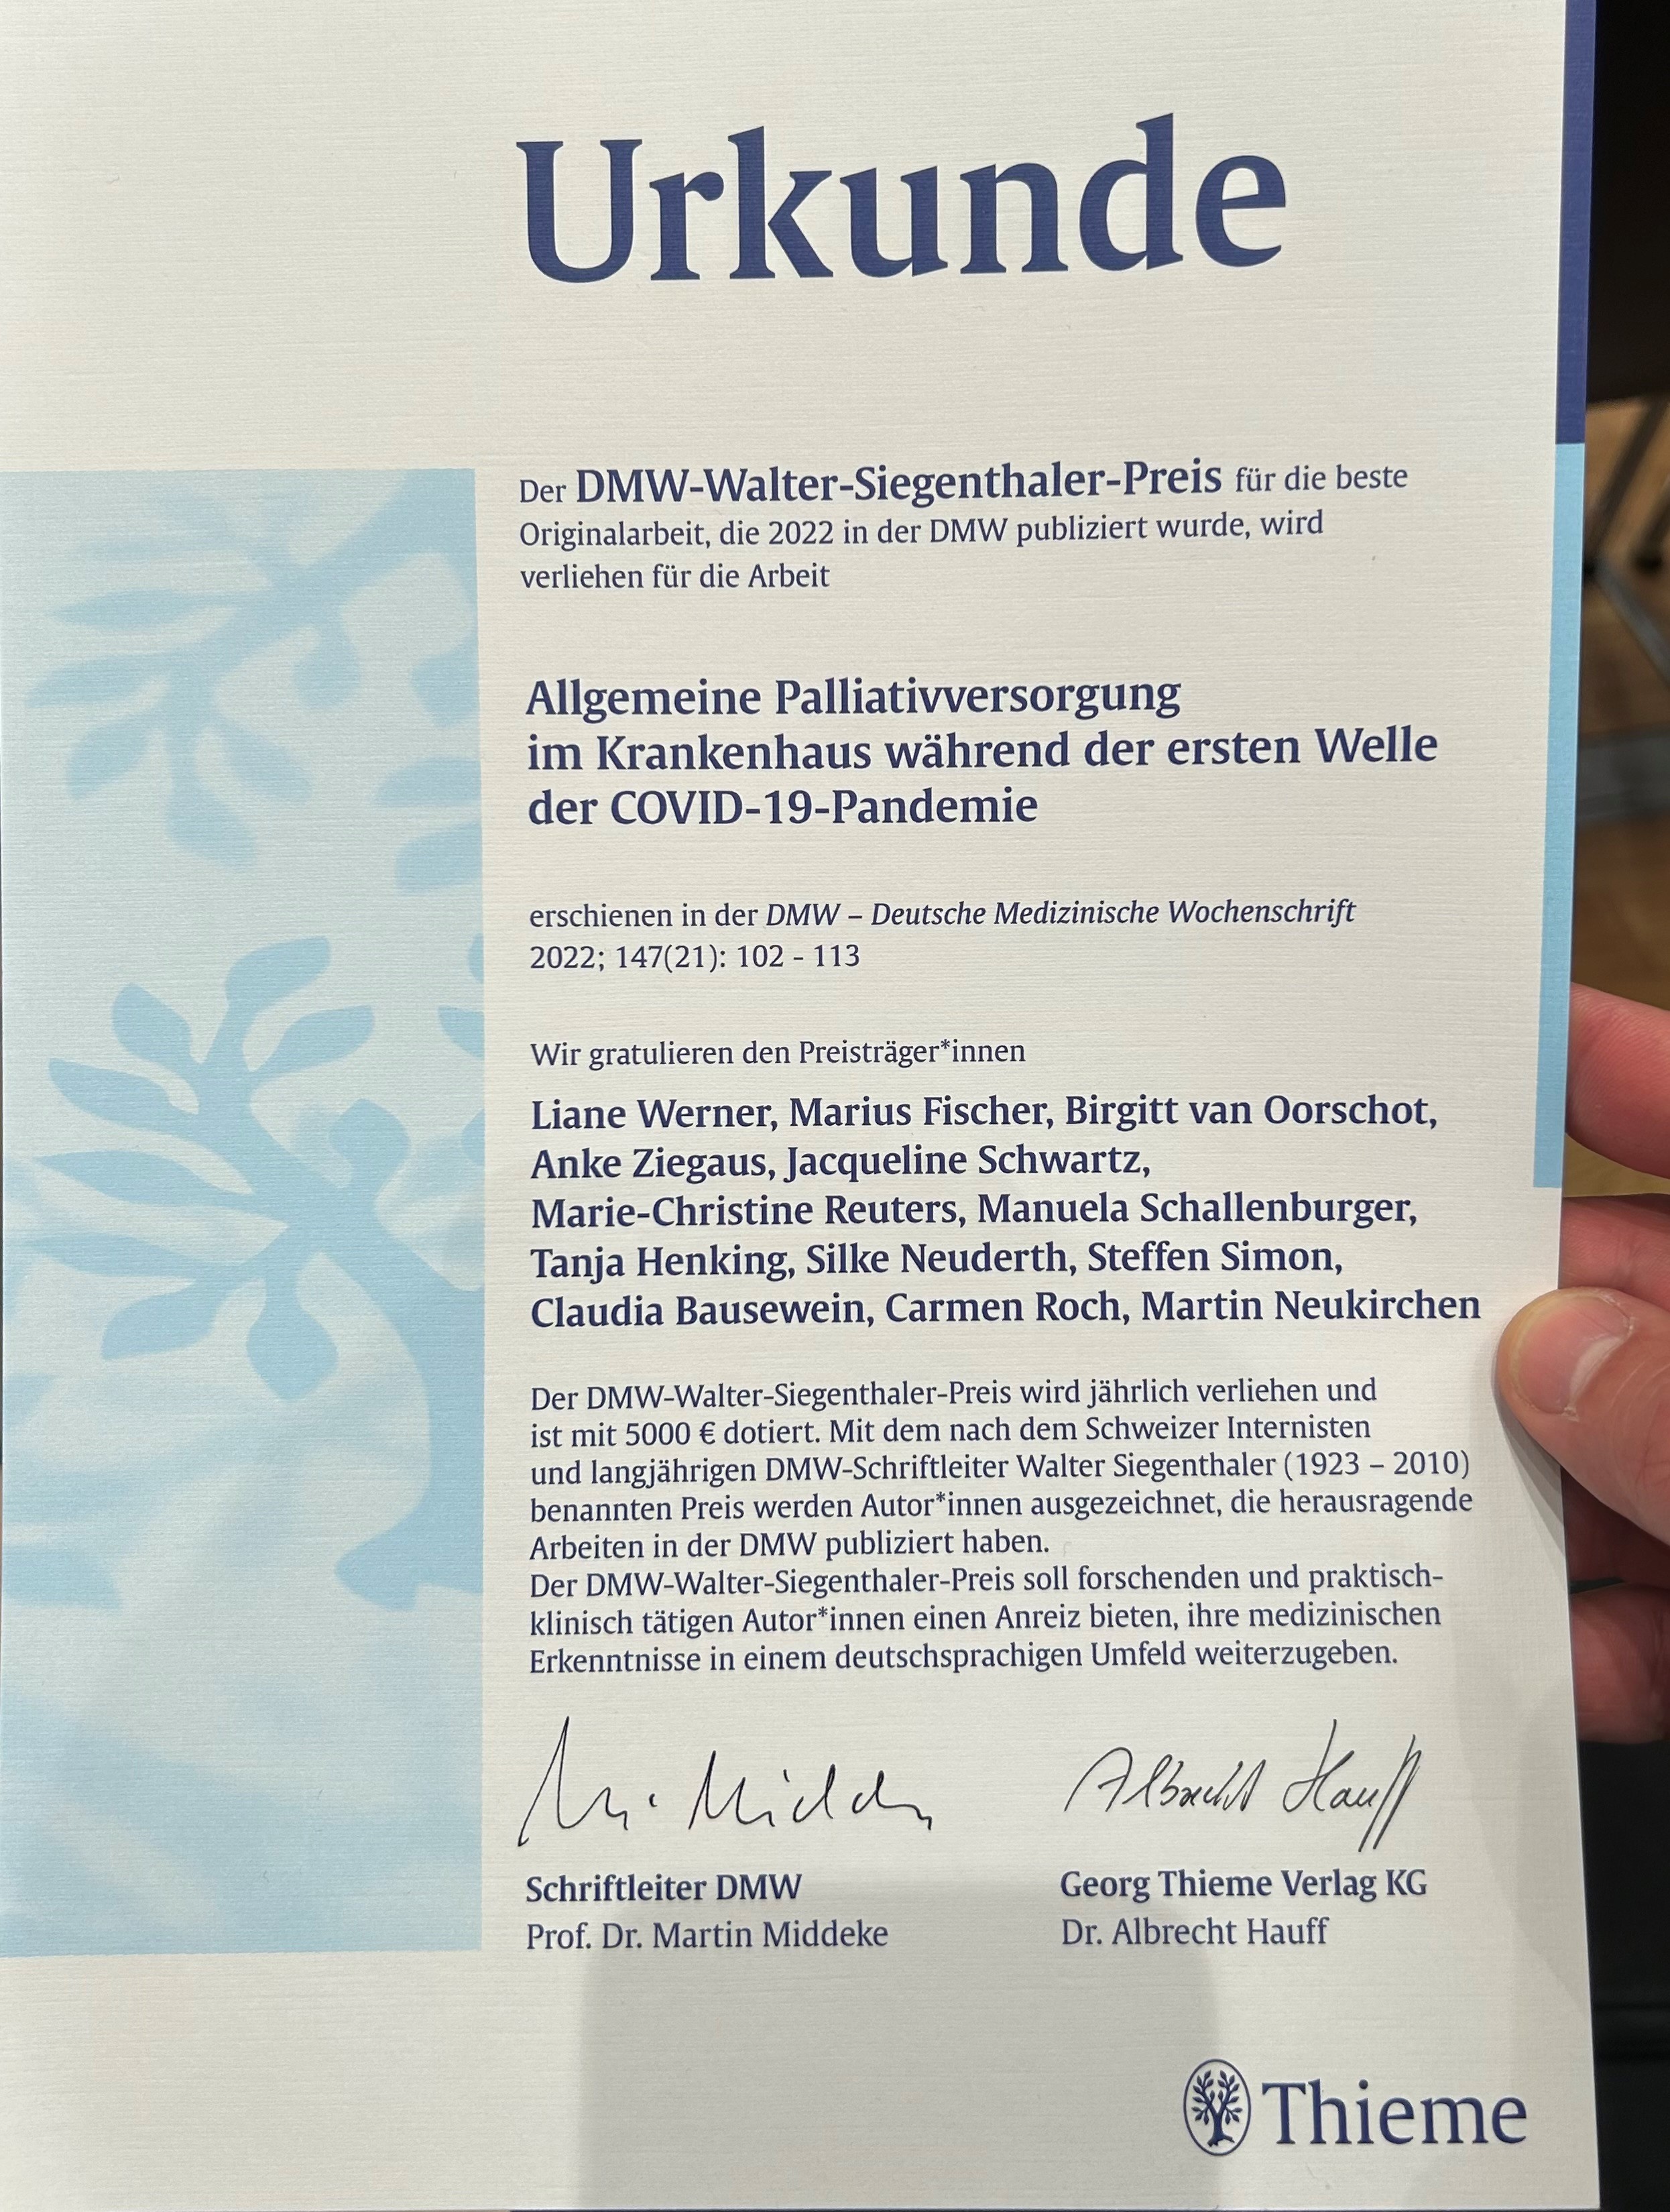 Urkunde
Der DMW-Walter-Siegenthaler-Preis für die beste
Originalarbeit, die 2022 in der DMW publiziert wurde, wird
verliehen für die Arbeit
Allgemeine Palliativversorgung
im Krankenhaus während der ersten Welle
der COVID-19-Pandemie
erschienen in der DMW – Deutsche Medizinische Wochenschrift
2022; 147(21): 102 - 113
Wir gratulieren den Preisträger*innen
Liane Werner, Marius Fischer, Birgitt van Oorschot,
Anke Ziegaus, Jacqueline Schwartz,
Marie-Christine Reuters, Manuela Schallenburger,
Tanja Henking, Silke Neuderth, Steffen Simon,
Claudia Bausewein, Carmen Roch, Martin Neukirchen
Der DMW-Walter-Siegenthaler-Preis wird jährlich verliehen und
ist mit 5000 € dotiert. Mit dem nach dem Schweizer Internisten
und langjährigen DMW-Schriftleiter Walter Siegenthaler (1923 – 2010)
benannten Preis werden Autor*innen ausgezeichnet, die herausragende
Arbeiten in der DMW publiziert haben.
Der DMW-Walter-Siegenthaler-Preis soll forschenden und praktisch-
klinisch tätigen Autor*innen einen Anreiz bieten, ihre medizinischen
Erkenntnisse in einem deutschsprachigen Umfeld weiterzugeben.
Albrecht Hauff
Schriftleiter DMW
Prof. Dr. Martin Middeke
Georg Thieme Verlag KG
Dr. Albrecht Hauff
Thieme